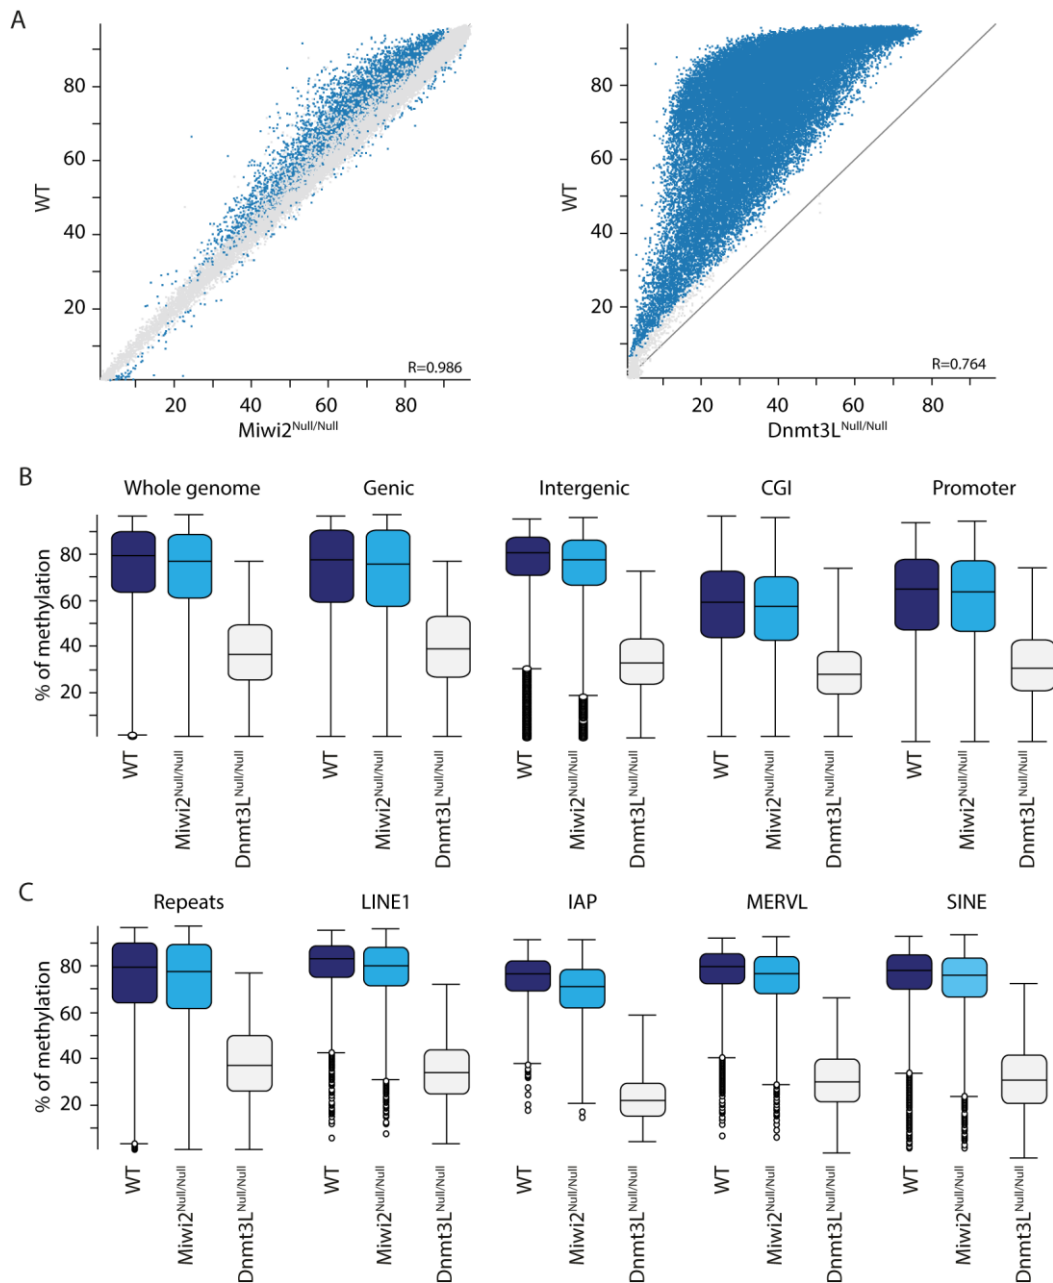 A
WT
80
60
40
20
R=0.986
20 40 60 80
Miwi2Null/Null
WT
80
60
40
20
R=0.764
20 40 60 80
Dnmt3LNull/Null
B
Whole genome Genic Intergenic CGI Promoter
% of methylation
80
60
40
20
WT Miwi2Null/Null Dnmt3LNull/Null
WT Miwi2Null/Null Dnmt3LNull/Null
WT Miwi2Null/Null Dnmt3LNull/Null
WT Miwi2Null/Null Dnmt3LNull/Null
WT Miwi2Null/Null Dnmt3LNull/Null
C
Repeats LINE1 IAP MERVL SINE
% of methylation
80
60
40
20
WT Miwi2Null/Null Dnmt3LNull/Null
WT Miwi2Null/Null Dnmt3LNull/Null
WT Miwi2Null/Null Dnmt3LNull/Null
WT Miwi2Null/Null Dnmt3LNull/Null
WT Miwi2Null/Null Dnmt3LNull/Null